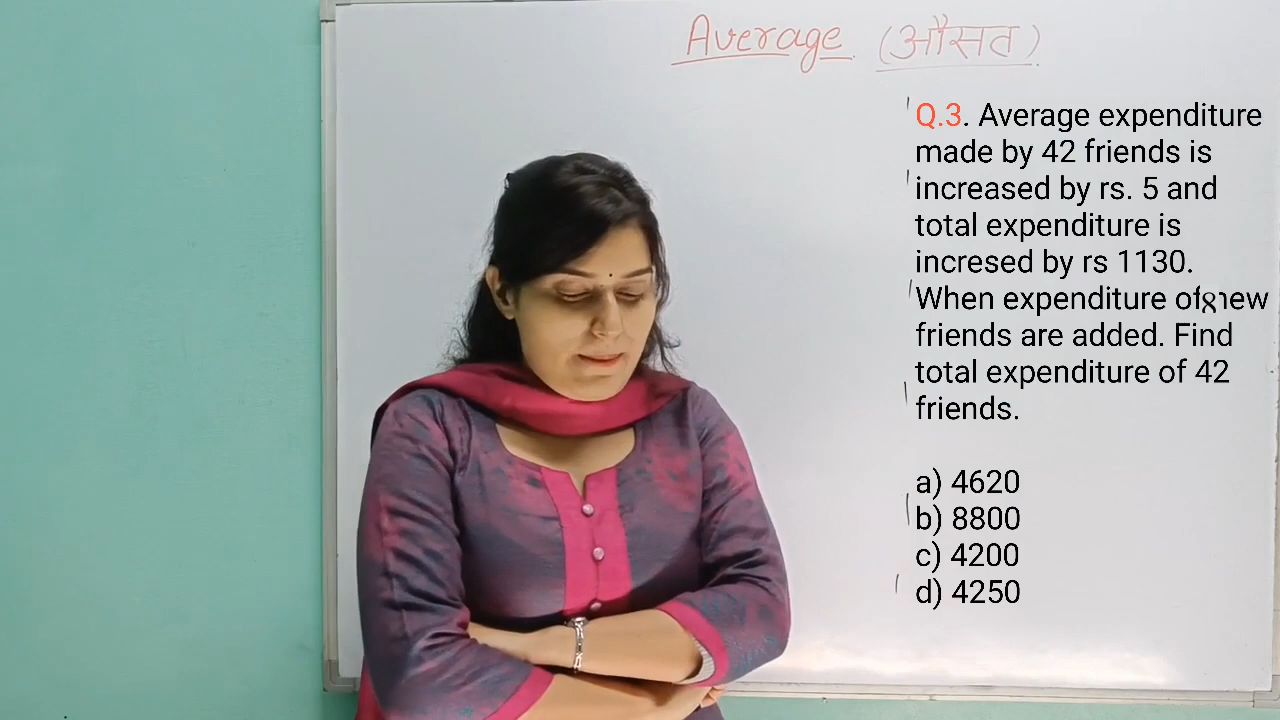 Average (औसत)
Q.3. Average expenditure
made by 42 friends is
increased by rs. 5 and
total expenditure is
incresed by rs 1130.
When expenditure of 8 new
friends are added. Find
total expenditure of 42
friends.
a) 4620
b) 8800
c) 4200
d) 4250